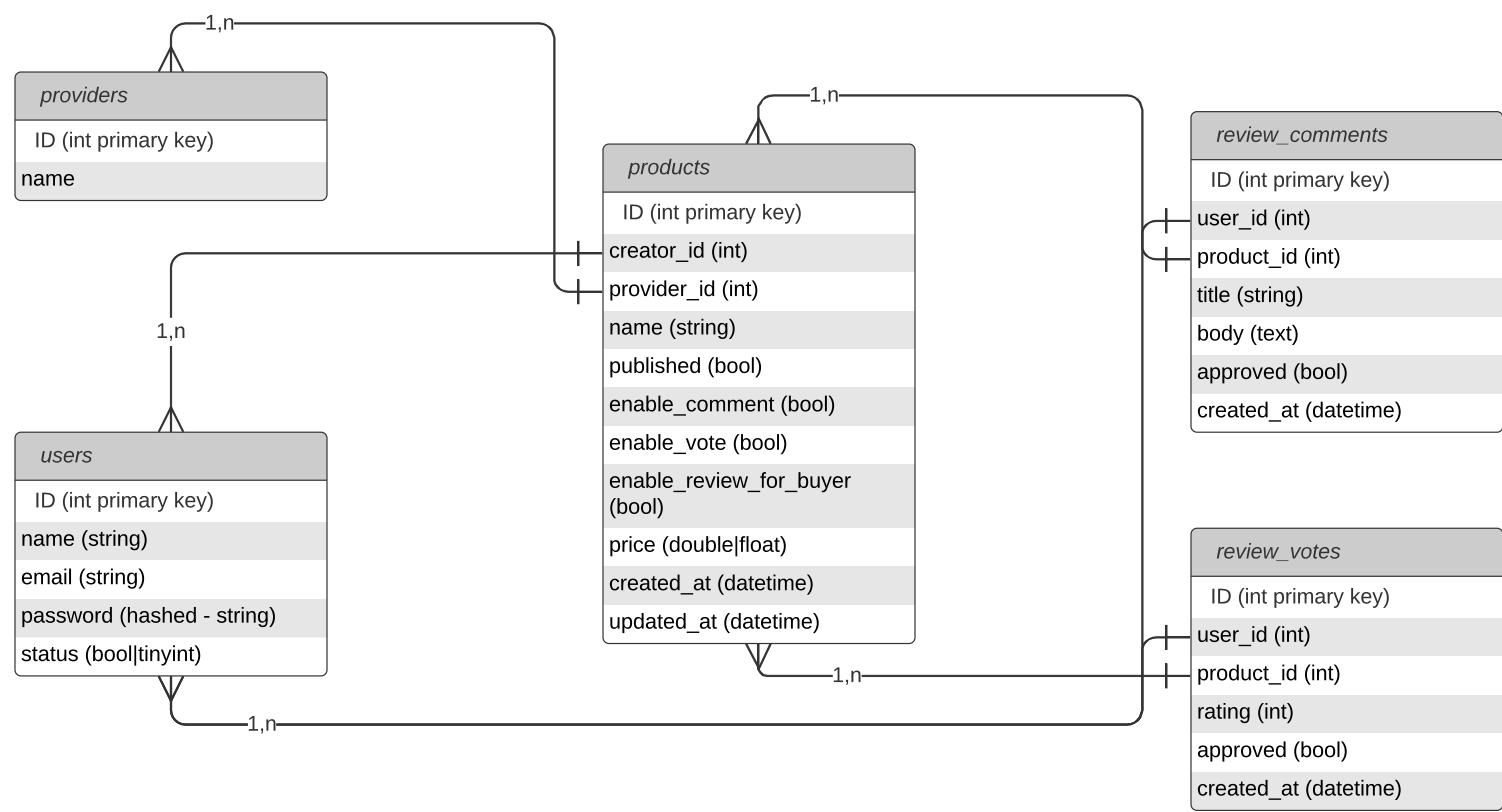 1,n
providers
ID (int primary key)
name
1,n
users
ID (int primary key)
name (string)
email (string)
password (hashed - string)
status (bool|tinyint)
1,n
1,n
products
ID (int primary key)
creator_id (int)
provider_id (int)
name (string)
published (bool)
enable_comment (bool)
enable_vote (bool)
enable_review_for_buyer
(bool)
price (double|float)
created_at (datetime)
updated_at (datetime)
1,n
review_comments
ID (int primary key)
user_id (int)
product_id (int)
title (string)
body (text)
approved (bool)
created_at (datetime)
review_votes
ID (int primary key)
user_id (int)
product_id (int)
rating (int)
approved (bool)
created_at (datetime)